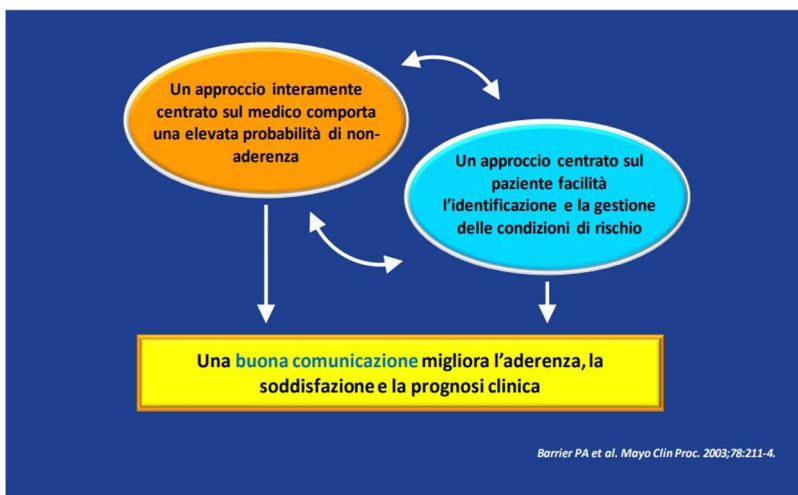 Un approccio interamente
centrato sul medico comporta
una elevata probabilità di non-
aderenza
Un approccio centrato sul
paziente facilità
l'identificazione e la gestione
delle condizioni di rischio
Una buona comunicazione migliora l'aderenza, la
soddisfazione e la prognosi clinica
Barrier PA et al. Mayo Clin Proc. 2003;78:211-4.